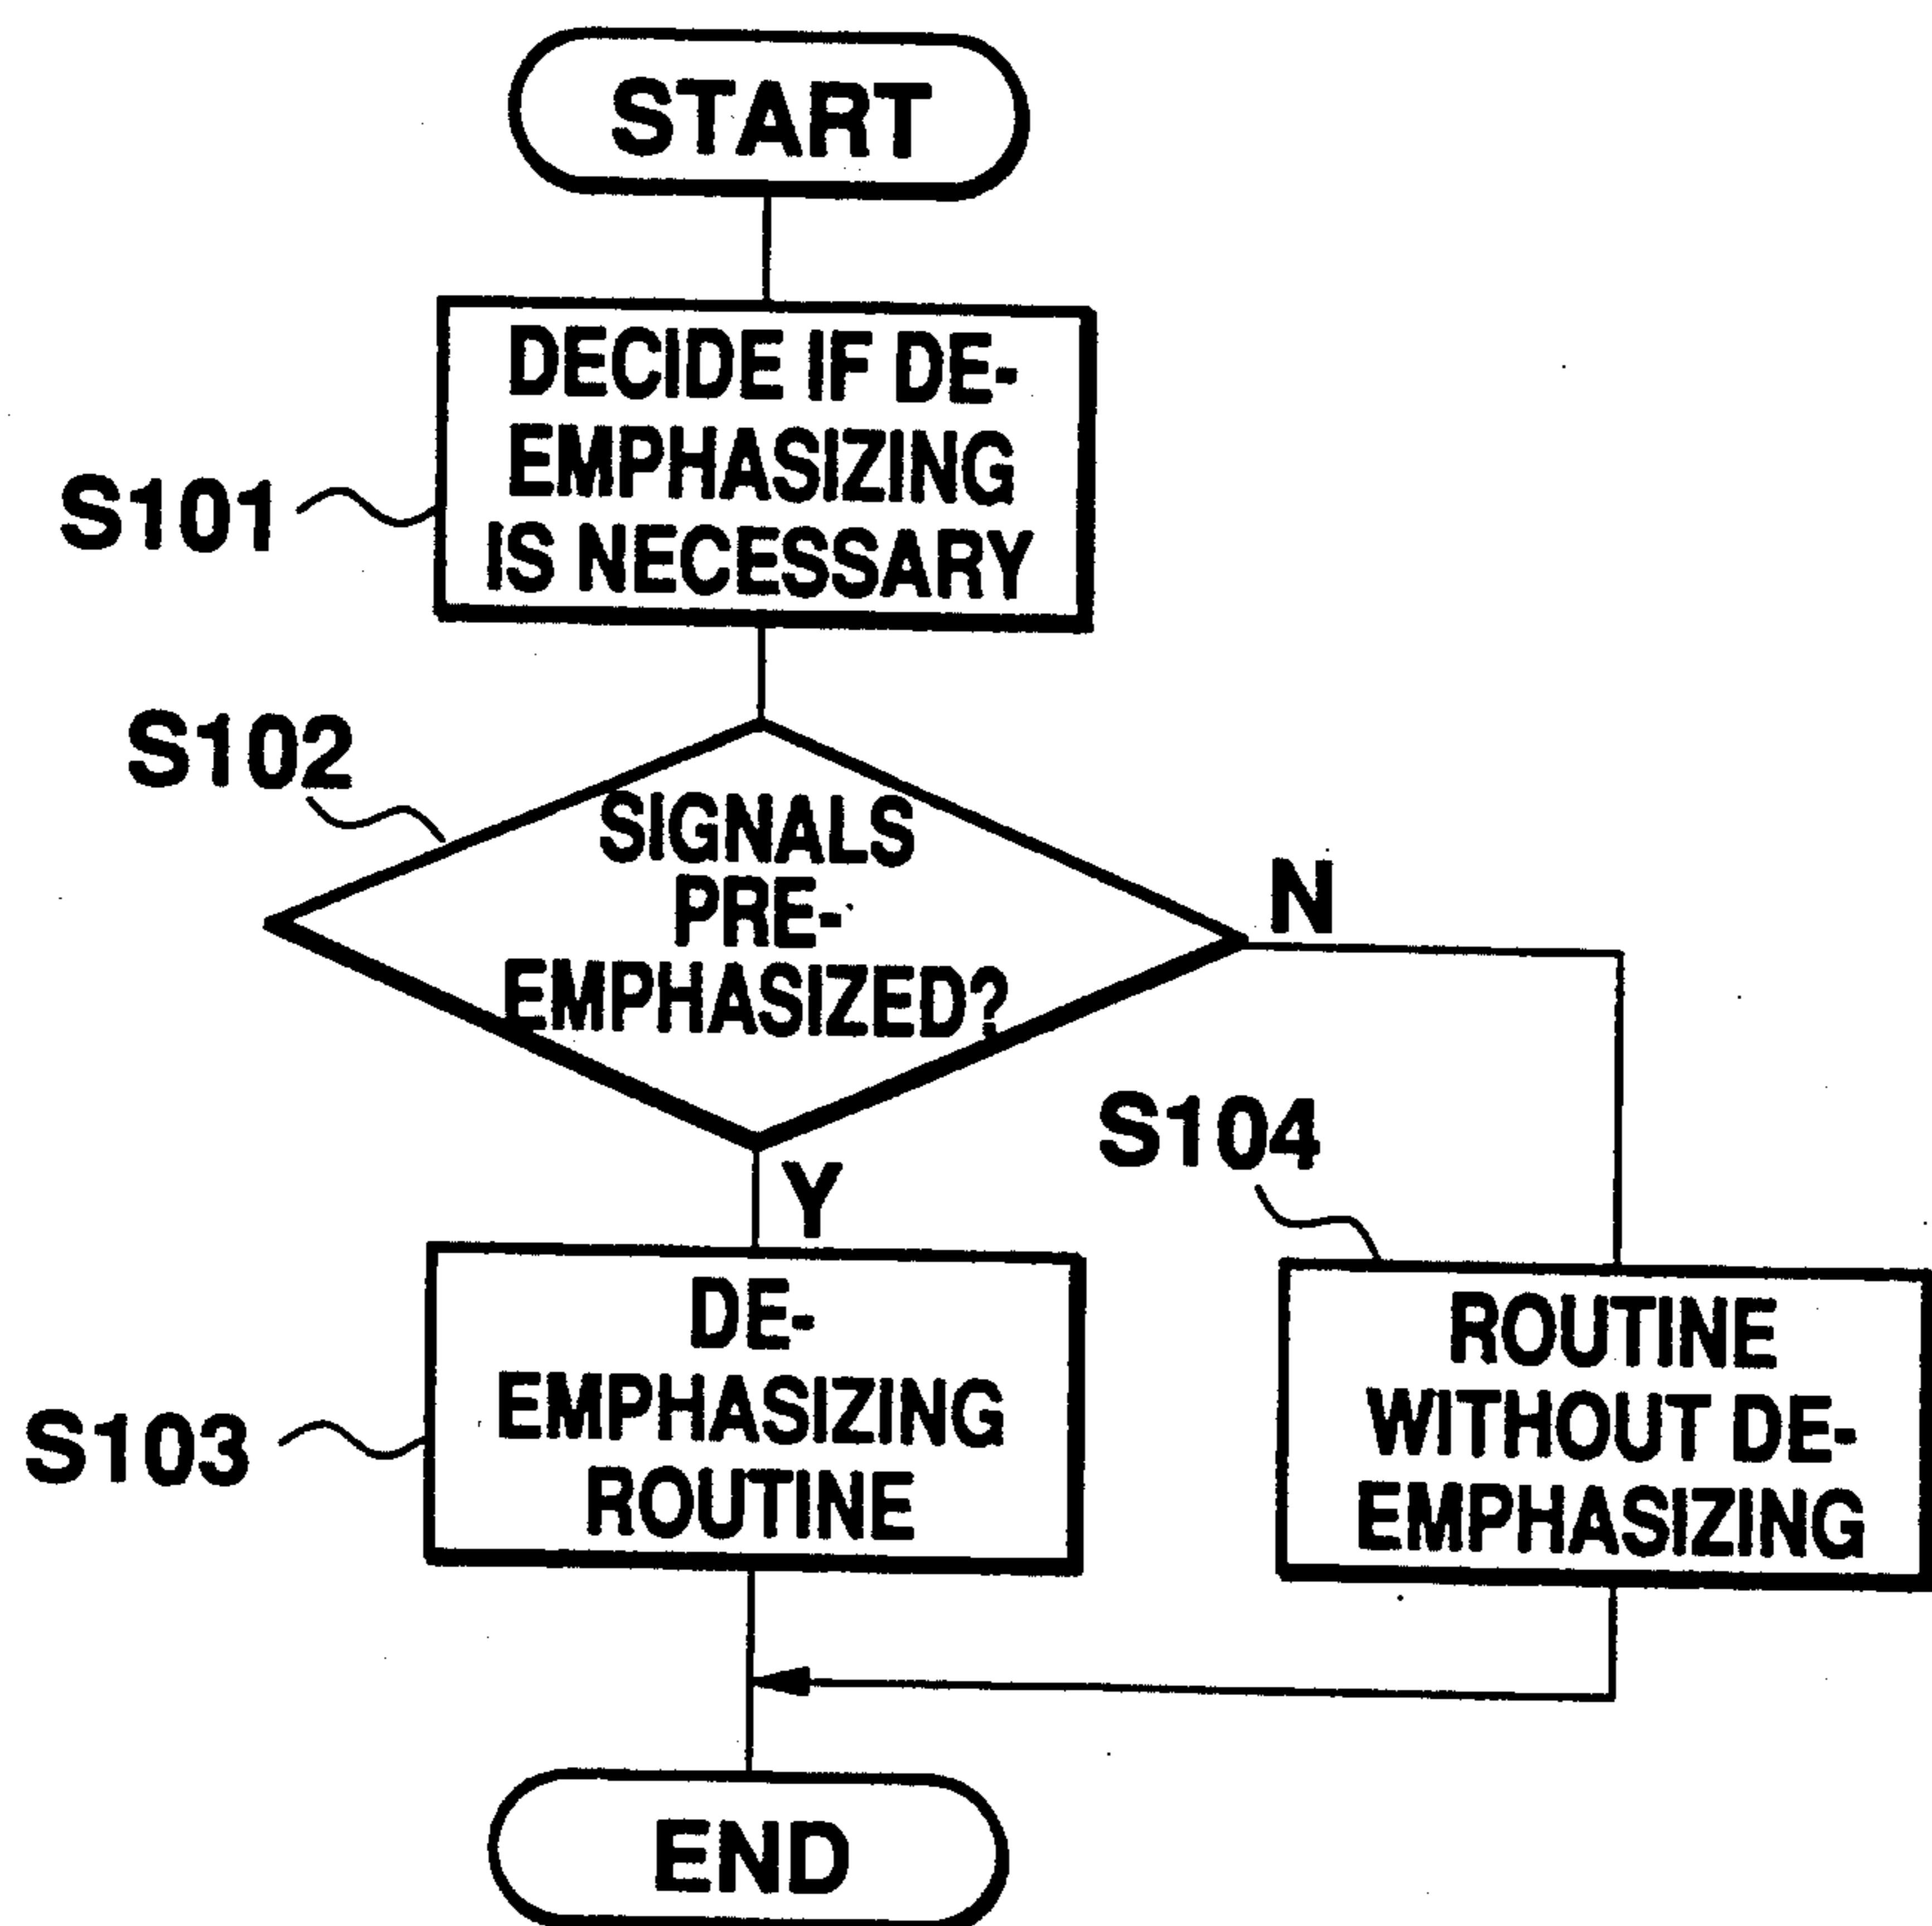 START
DECIDE IF DE-
EMPHASIZING
IS NECESSARY
S101
S102
SIGNALS
PRE-
EMPHASIZED?
N
Y
S104
DE-
EMPHASIZING
ROUTINE
S103
ROUTINE
WITHOUT DE-
EMPHASIZING
END